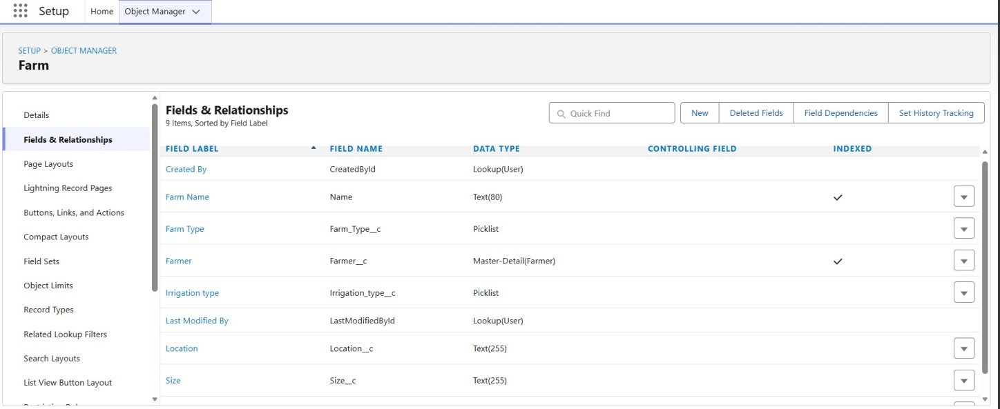 Setup Home Object Manager
SETUP > OBJECT MANAGER
Farm
Details
Fields & Relationships
Page Layouts
Lightning Record Pages
Buttons, Links, and Actions
Compact Layouts
Field Sets
Object Limits
Record Types
Related Lookup Filters
Search Layouts
List View Button Layout
Fields & Relationships
9 Items, Sorted by Field Label
Quick Find
New Deleted Fields Field Dependencies Set History Tracking
FIELD LABEL FIELD NAME DATA TYPE CONTROLLING FIELD INDEXED
Created By CreatedById Lookup(User)
Farm Name Name Text(80)
Farm Type Farm_Type__c Picklist
Farmer Farmer__c Master-Detail(Farmer)
Irrigation type Irrigation_type__c Picklist
Last Modified By LastModifiedById Lookup(User)
Location Location__c Text(255)
Size Size__c Text(255)